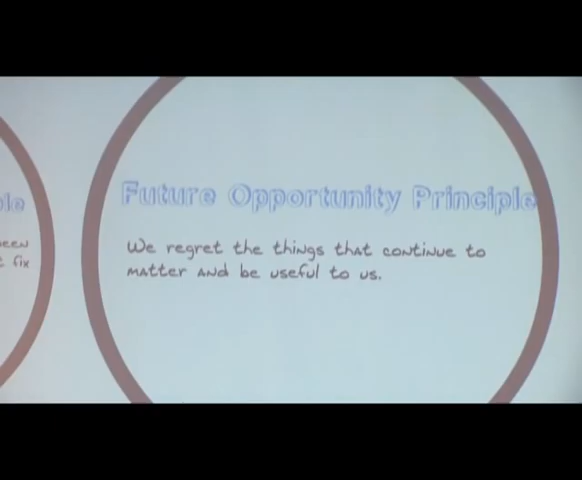 Future Opportunity Principle
We regret the things that continue to
matter and be useful to us.